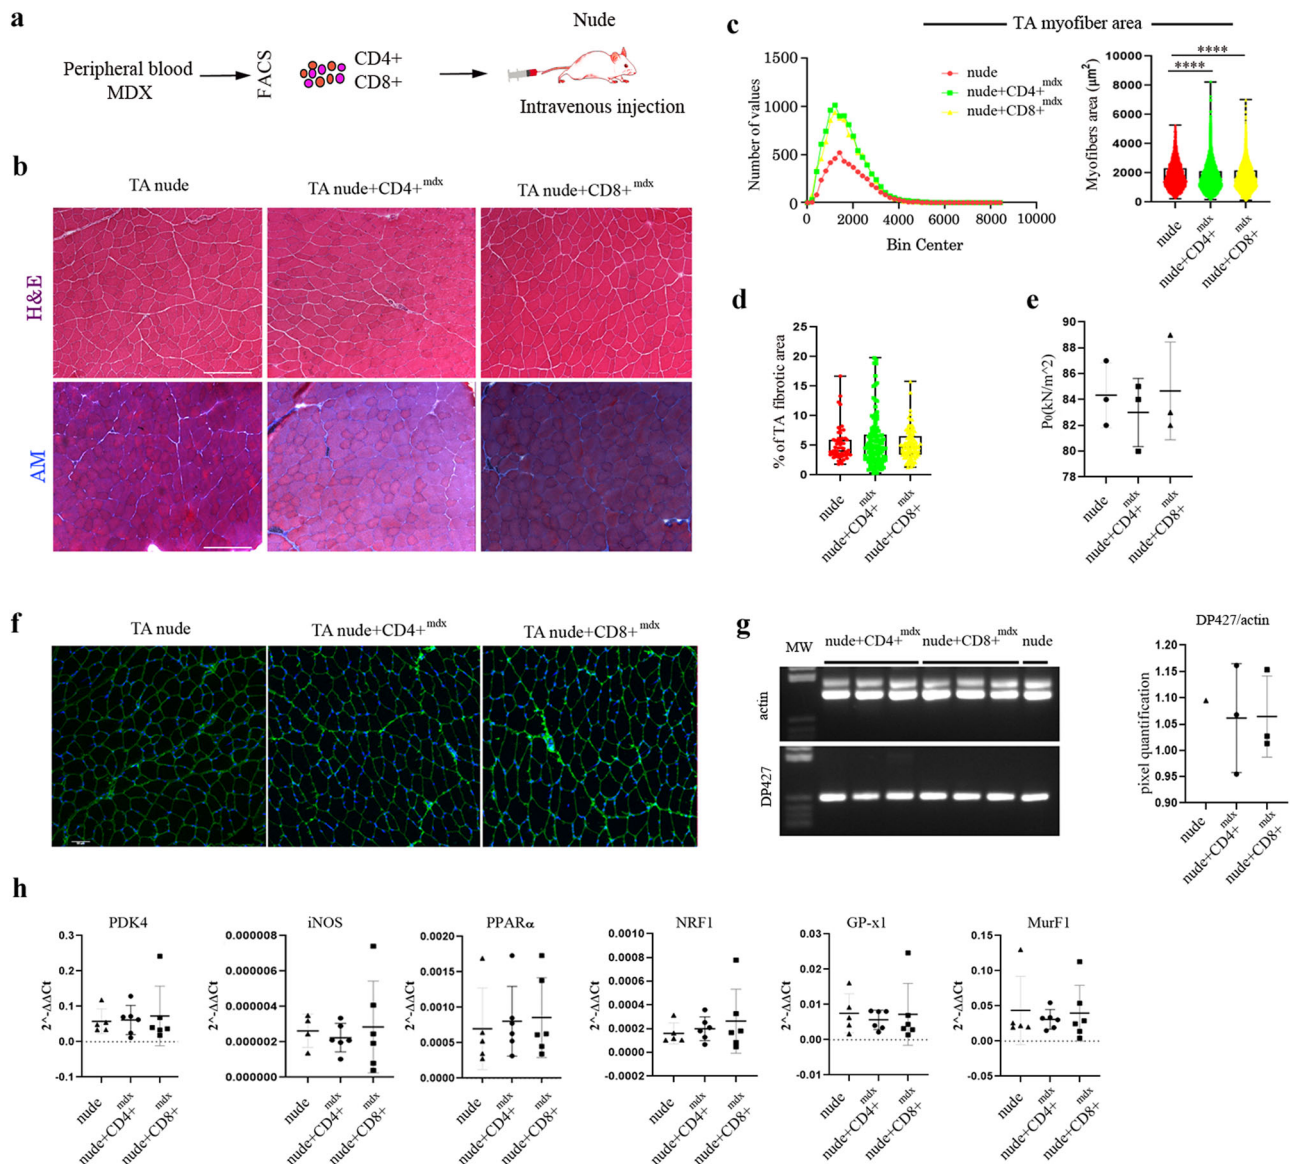 a
Nude
Peripheral blood
MDX
FACS
CD4+
CD8+
Intravenous injection
b
TA nude
TA nude+CD4+mdx
TA nude+CD8+mdx
H&E
AM
c
TA myofiber area
Number of values
1500
1000
500
0
0
2000
4000
6000
8000
10000
Bin Center
nude
nude+CD4+mdx
nude+CD8+mdx
Myofibers area (μm²)
10000
8000
6000
4000
2000
0
****
****
nude
nude+CD4+mdx
nude+CD8+mdx
d
% of TA fibrotic area
25
20
15
10
5
0
nude
nude+CD4+mdx
nude+CD8+mdx
e
Po(kN/m^2)
90
88
86
84
82
80
78
nude
nude+CD4+mdx
nude+CD8+mdx
f
TA nude
TA nude+CD4+mdx
TA nude+CD8+mdx
g
MW
nude+CD4+mdx
nude+CD8+mdx
nude
actin
DP427
DP427/actin
pixel quantification
1.20
1.15
1.10
1.05
1.00
0.95
0.90
nude
nude+CD4+mdx
nude+CD8+mdx
h
PDK4
2^-ΔΔCt
0.3
0.2
0.1
0.0
-0.1
nude
nude+CD4+mdx
nude+CD8+mdx
iNOS
2^-ΔΔCt
0.000008
0.000006
0.000004
0.000002
0.000000
nude
nude+CD4+mdx
nude+CD8+mdx
PPARα
2^-ΔΔCt
0.0020
0.0015
0.0010
0.0005
0.0000
nude
nude+CD4+mdx
nude+CD8+mdx
NRF1
2^-ΔΔCt
0.0010
0.0008
0.0006
0.0004
0.0002
0.0000
-0.0002
nude
nude+CD4+mdx
nude+CD8+mdx
GP-x1
2^-ΔΔCt
0.03
0.02
0.01
0.00
-0.01
nude
nude+CD4+mdx
nude+CD8+mdx
MurF1
2^-ΔΔCt
0.15
0.10
0.05
0.00
-0.05
nude
nude+CD4+mdx
nude+CD8+mdx